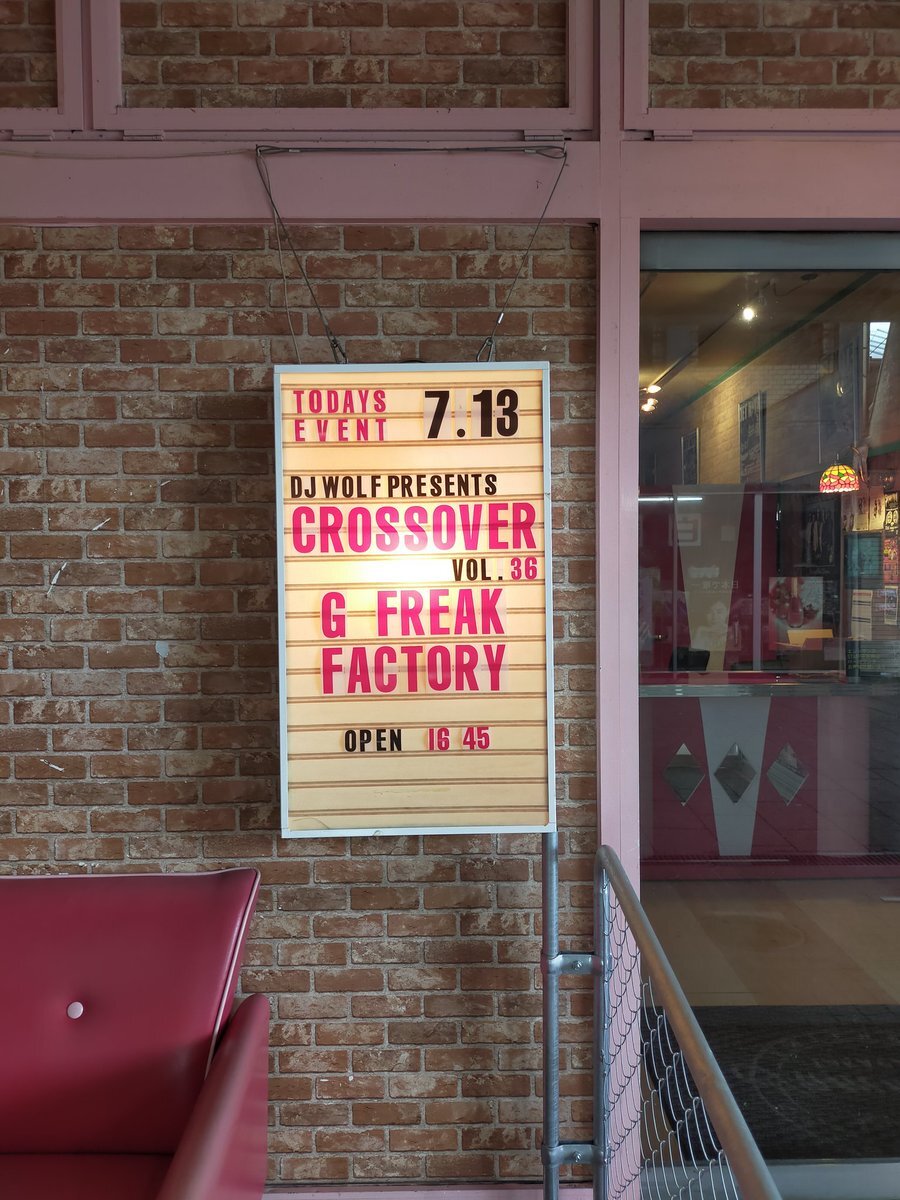 TODAYS 7.13
EVENT
DJ WOLF PRESENTS
CROSSOVER
VOL. 36
G FREAK
FACTORY
OPEN 16 45